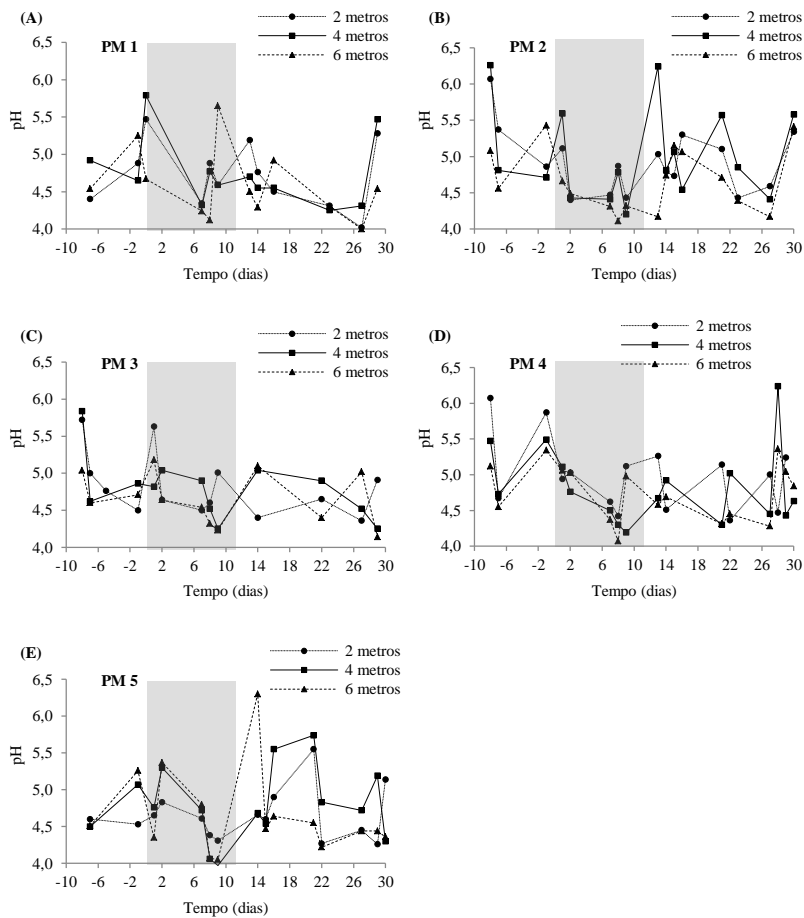 (A)
PM 1
2 metros
4 metros
6 metros
6,5
6,0
5,5
5,0
4,5
4,0
pH
-10 -6 -2 2 6 10 14 18 22 26 30
Tempo (dias)
(B)
PM 2
2 metros
4 metros
6 metros
6,5
6,0
5,5
5,0
4,5
4,0
pH
-10 -6 -2 2 6 10 14 18 22 26 30
Tempo (dias)
(C)
PM 3
2 metros
4 metros
6 metros
6,5
6,0
5,5
5,0
4,5
4,0
pH
-10 -6 -2 2 6 10 14 18 22 26 30
Tempo (dias)
(D)
PM 4
2 metros
4 metros
6 metros
6,5
6,0
5,5
5,0
4,5
4,0
pH
-10 -6 -2 2 6 10 14 18 22 26 30
Tempo (dias)
(E)
PM 5
2 metros
4 metros
6 metros
6,5
6,0
5,5
5,0
4,5
4,0
pH
-10 -6 -2 2 6 10 14 18 22 26 30
Tempo (dias)